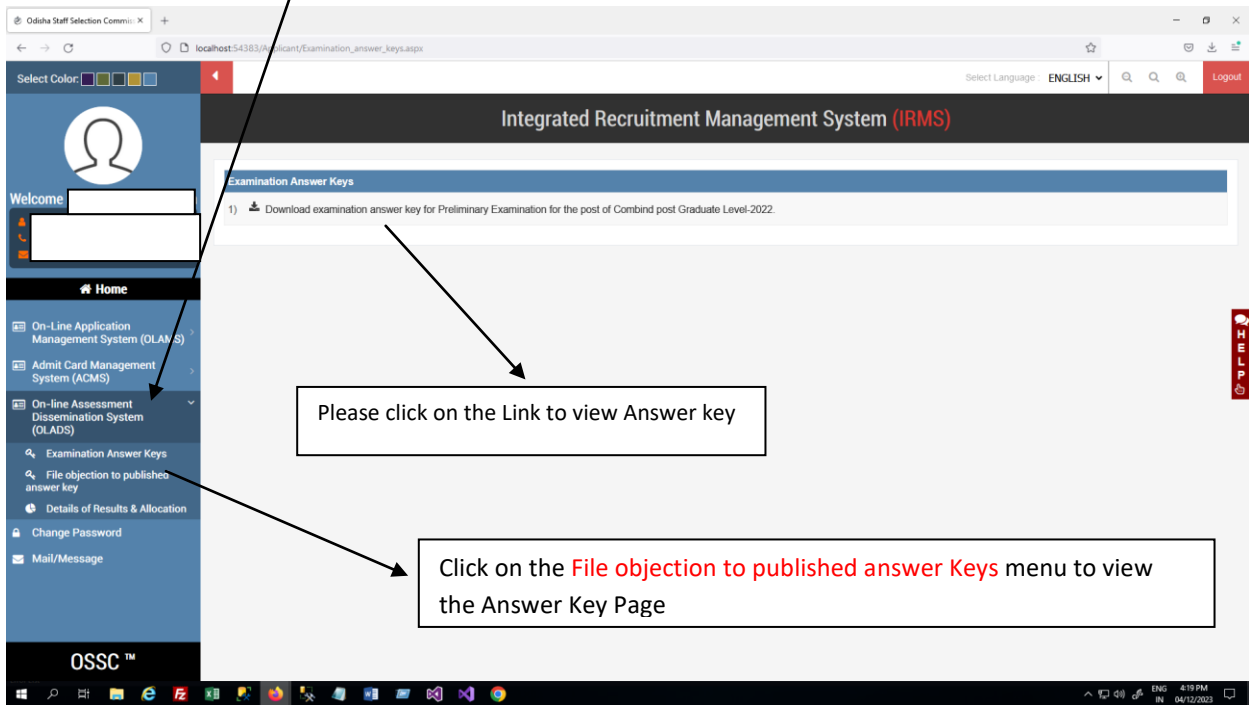 Odisha Staff Selection Commis:
localhost:54383/Applicant/Examination_answer_keys.aspx
Select Color:
Select Language : ENGLISH
Logout
Integrated Recruitment Management System (IRMS)
Welcome
Examination Answer Keys
1) Download examination answer key for Preliminary Examination for the post of Combind post Graduate Level-2022.
Home
On-Line Application
Management System (OLAMS)
Admit Card Management
System (ACMS)
On-line Assessment
Dissemination System
(OLADS)
Examination Answer Keys
File objection to published
answer key
Details of Results & Allocation
Change Password
Mail/Message
HELP
Please click on the Link to view Answer key
Click on the File objection to published answer Keys menu to view
the Answer Key Page
OSSC ™
ENG
IN
4:19 PM
04/12/2023